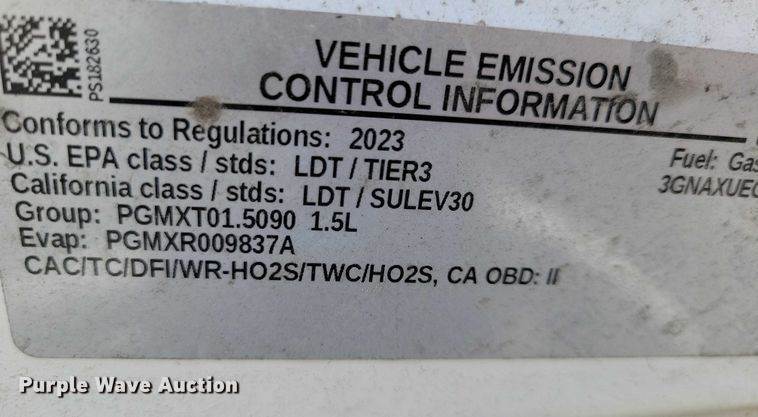 PS182630
VEHICLE EMISSION
CONTROL INFORMATION
Conforms to Regulations: 2023
U.S. EPA class / stds: LDT / TIER3
California class / stds: LDT / SULEV30
Group: PGMXT01.5090 1.5L
Evap: PGMXR009837A
CAC/TC/DFI/WR-HO2S/TWC/HO2S, CA OBD: II
Fuel: Gas
3GNAXUE
Purple Wave Auction